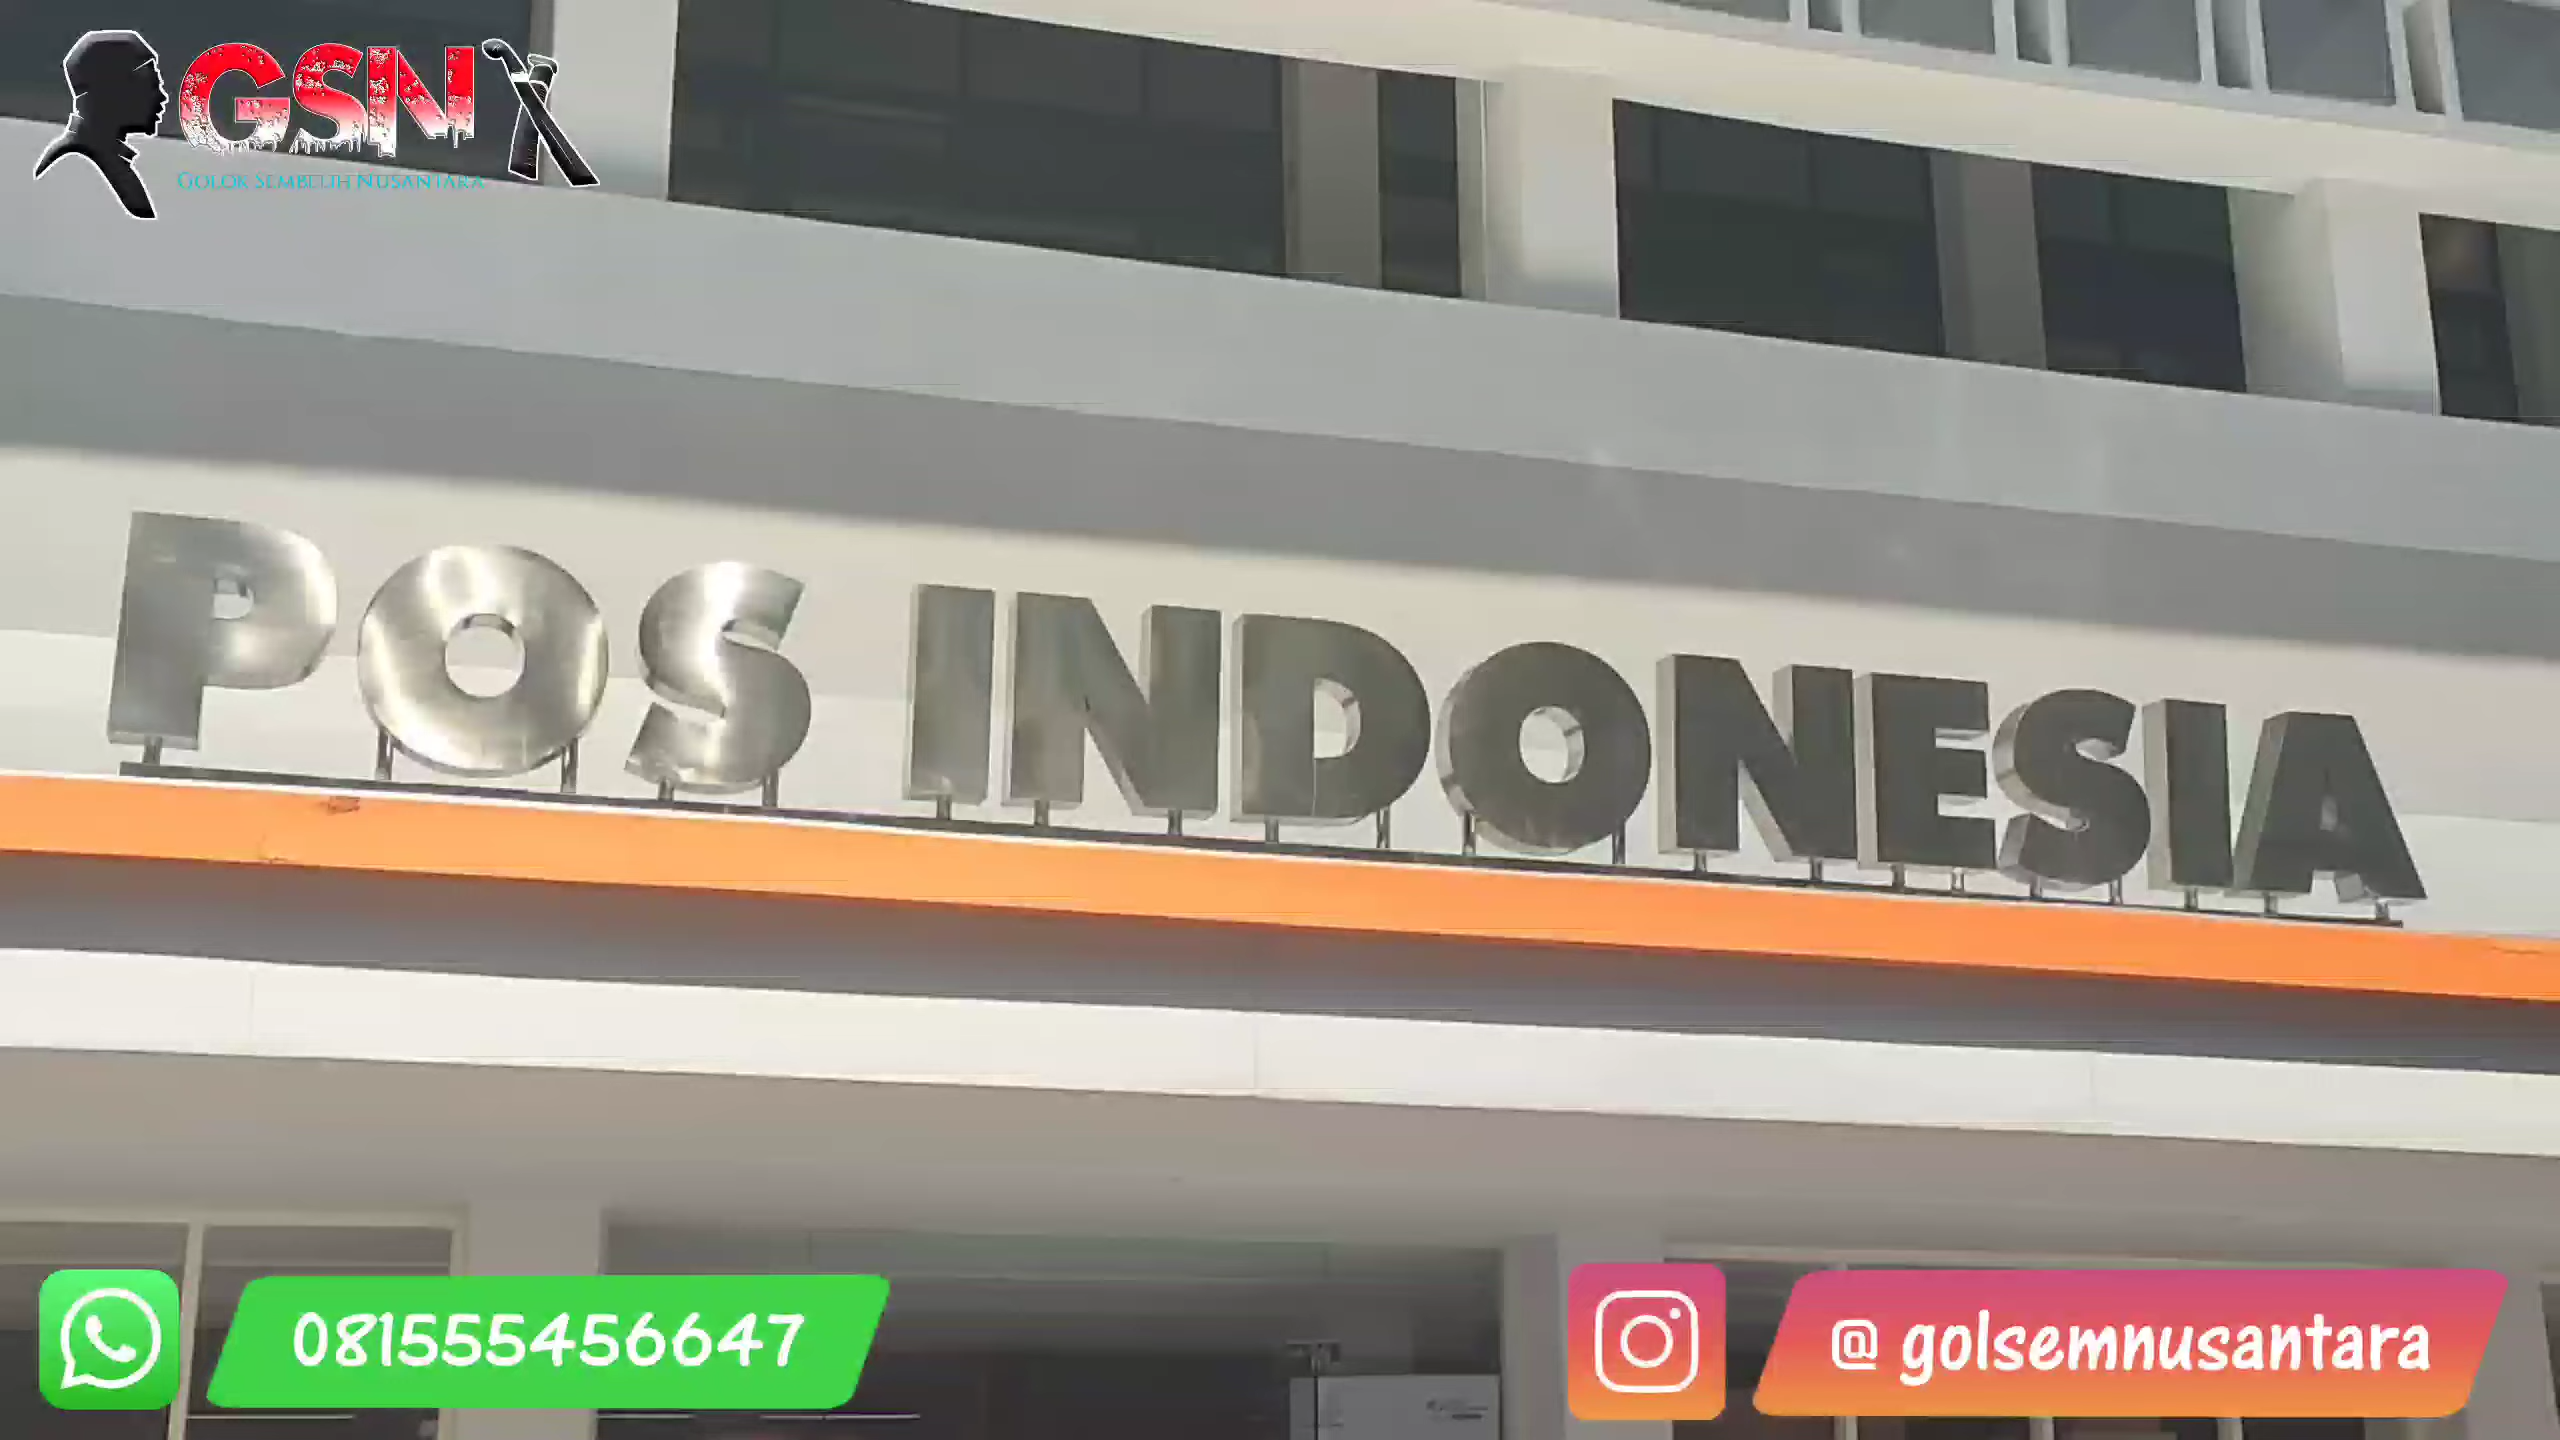 GSN
GOLOK SEMBELIH NUSANTARA
POS INDONESIA
081555456647
@ golsemnusantara